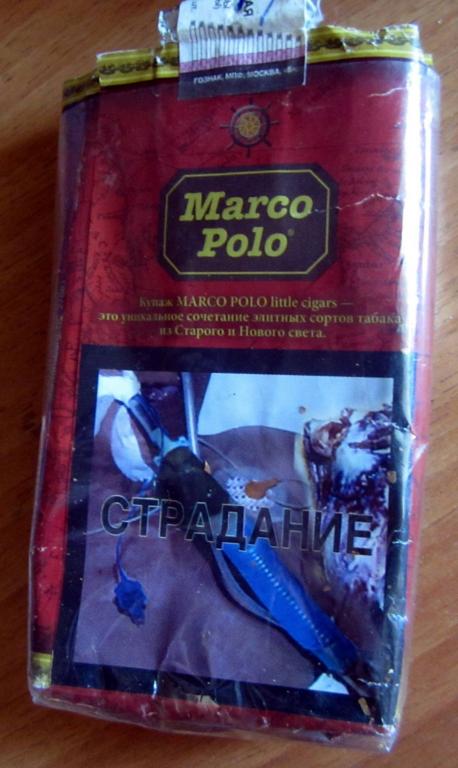 АЯ
ГОЗНАК, МПФ, МОСКВА,
Marco
Polo®
Купаж MARCO POLO little cigars —
это уникальное сочетание элитных сортов табака
из Старого и Нового света.
СТРАДАНИЕ